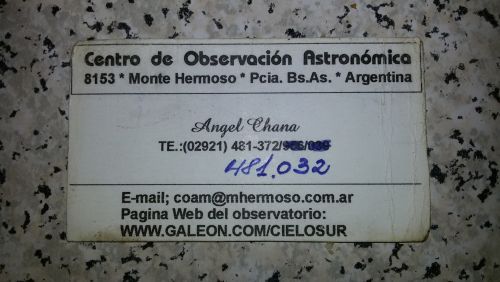 Centro de Observación Astronómica
8153 * Monte Hermoso * Pcia. Bs.As. * Argentina
Angel Chana
TE.:(02921) 481-372/
481.032
E-mail; coam@mhermoso.com.ar
Pagina Web del observatorio:
WWW.GALEON.COM/CIELOSUR